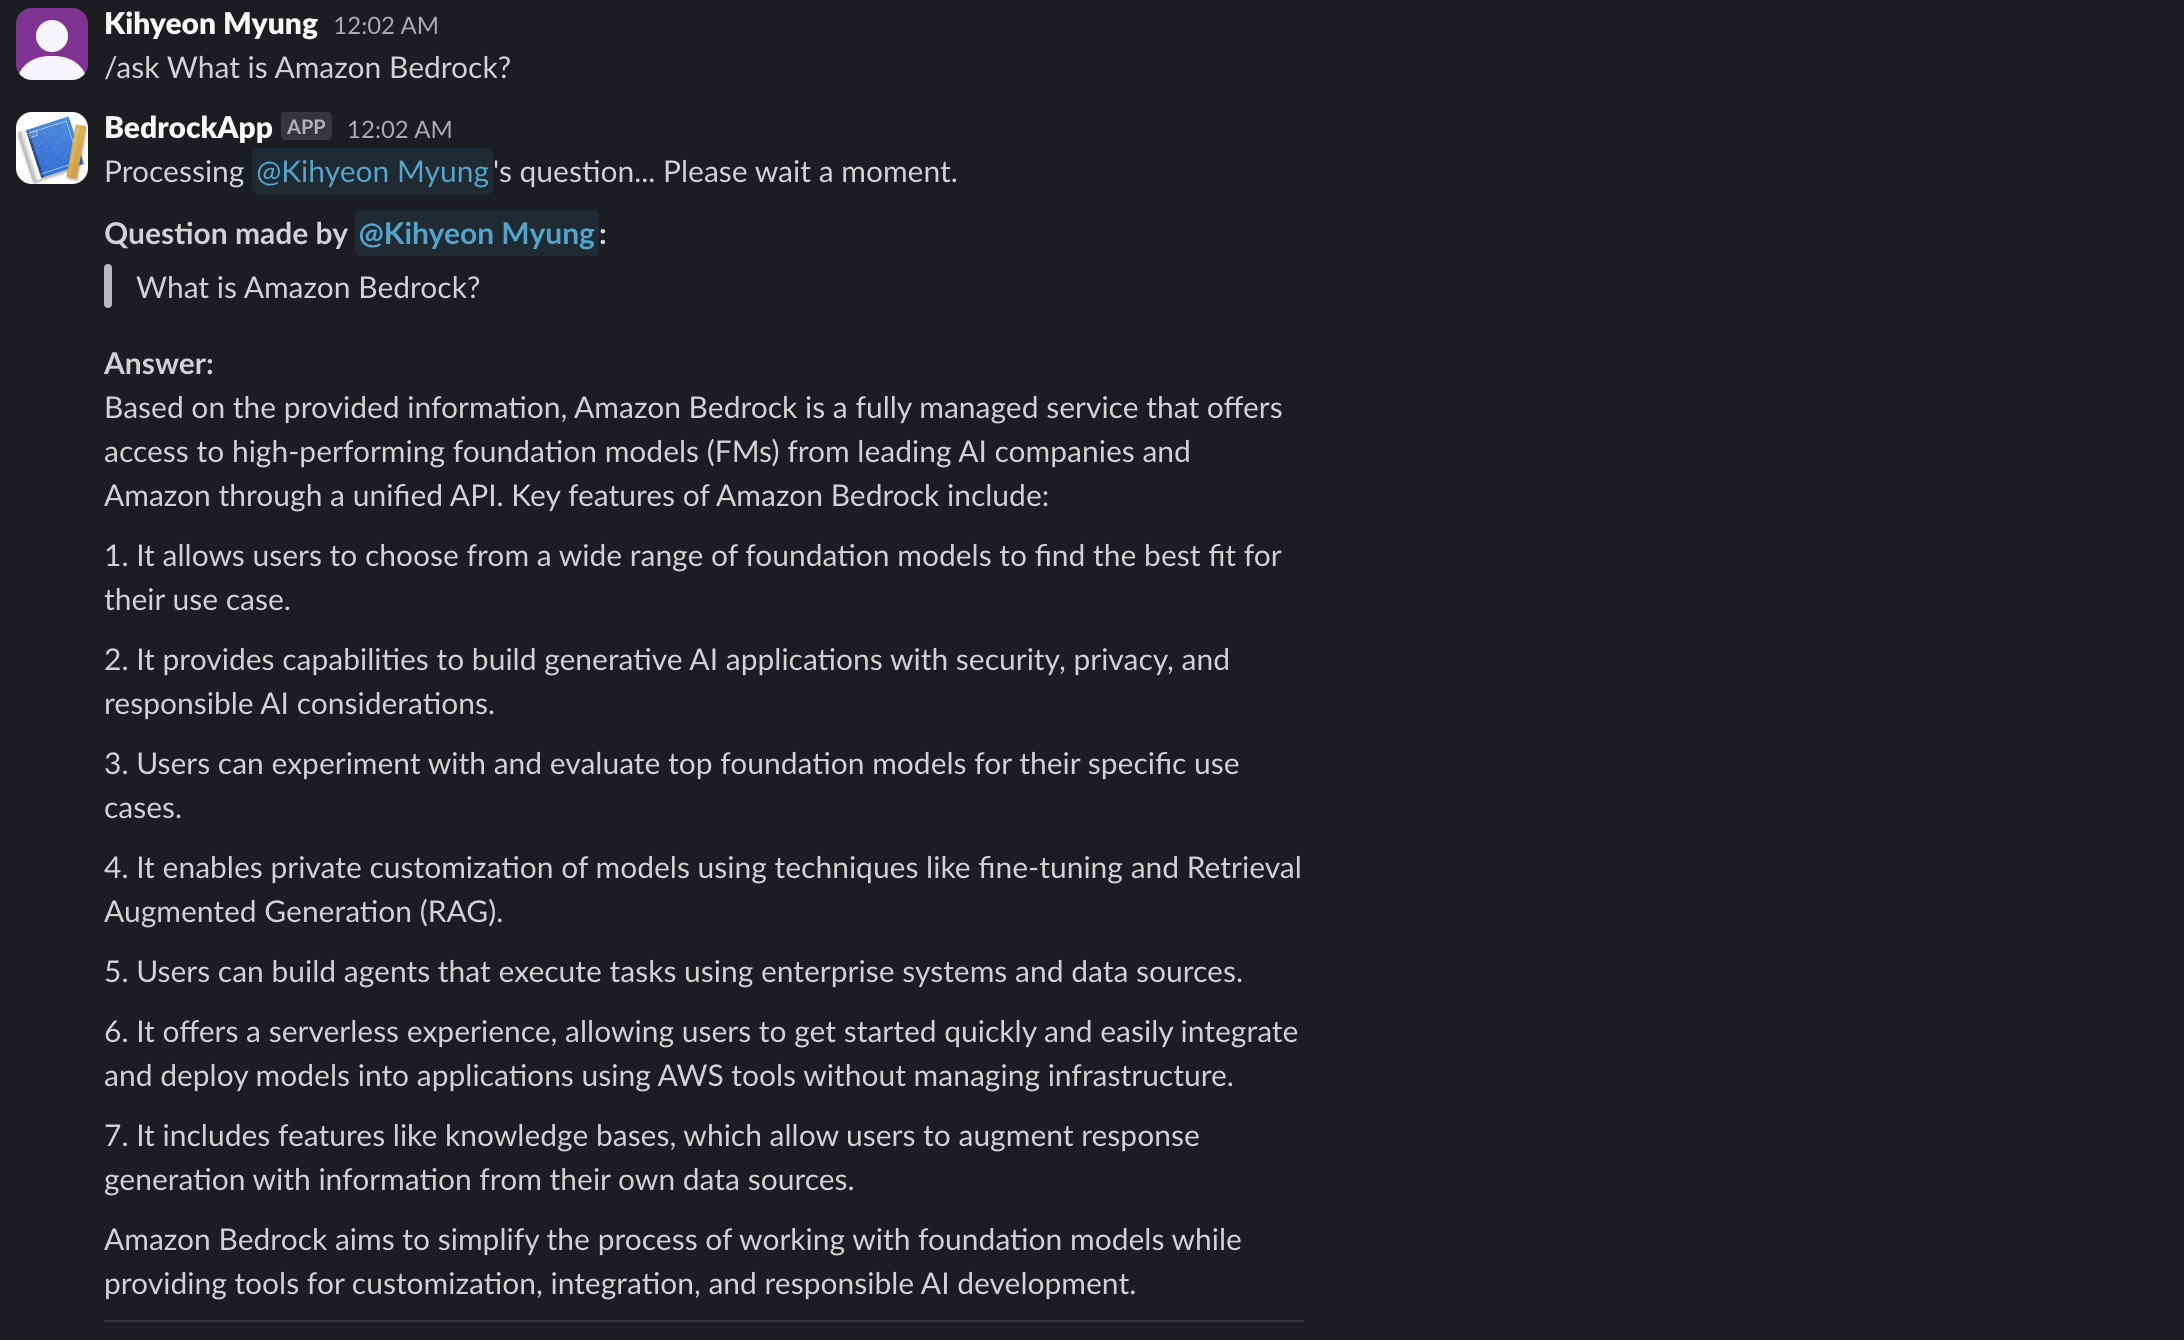 Kihyeon Myung 12:02 AM
/ask What is Amazon Bedrock?
BedrockApp APP 12:02 AM
Processing @Kihyeon Myung's question... Please wait a moment.
Question made by @Kihyeon Myung:
What is Amazon Bedrock?
Answer:
Based on the provided information, Amazon Bedrock is a fully managed service that offers
access to high-performing foundation models (FMs) from leading AI companies and
Amazon through a unified API. Key features of Amazon Bedrock include:
1. It allows users to choose from a wide range of foundation models to find the best fit for
their use case.
2. It provides capabilities to build generative AI applications with security, privacy, and
responsible AI considerations.
3. Users can experiment with and evaluate top foundation models for their specific use
cases.
4. It enables private customization of models using techniques like fine-tuning and Retrieval
Augmented Generation (RAG).
5. Users can build agents that execute tasks using enterprise systems and data sources.
6. It offers a serverless experience, allowing users to get started quickly and easily integrate
and deploy models into applications using AWS tools without managing infrastructure.
7. It includes features like knowledge bases, which allow users to augment response
generation with information from their own data sources.
Amazon Bedrock aims to simplify the process of working with foundation models while
providing tools for customization, integration, and responsible AI development.